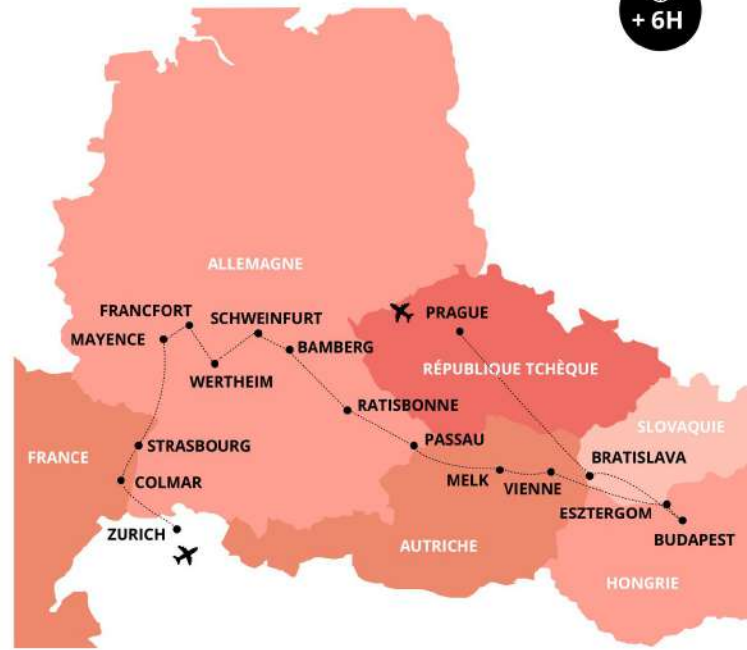 + 6H
ALLEMAGNE
FRANCFORT
SCHWEINFURT
PRAGUE
MAYENCE
BAMBERG
WERTHEIM
RÉPUBLIQUE TCHÈQUE
RATISBONNE
SLOVAQUIE
STRASBOURG
PASSAU
FRANCE
BRATISLAVA
COLMAR
MELK
VIENNE
ESZTERGOM
ZURICH
BUDAPEST
AUTRICHE
HONGRIE